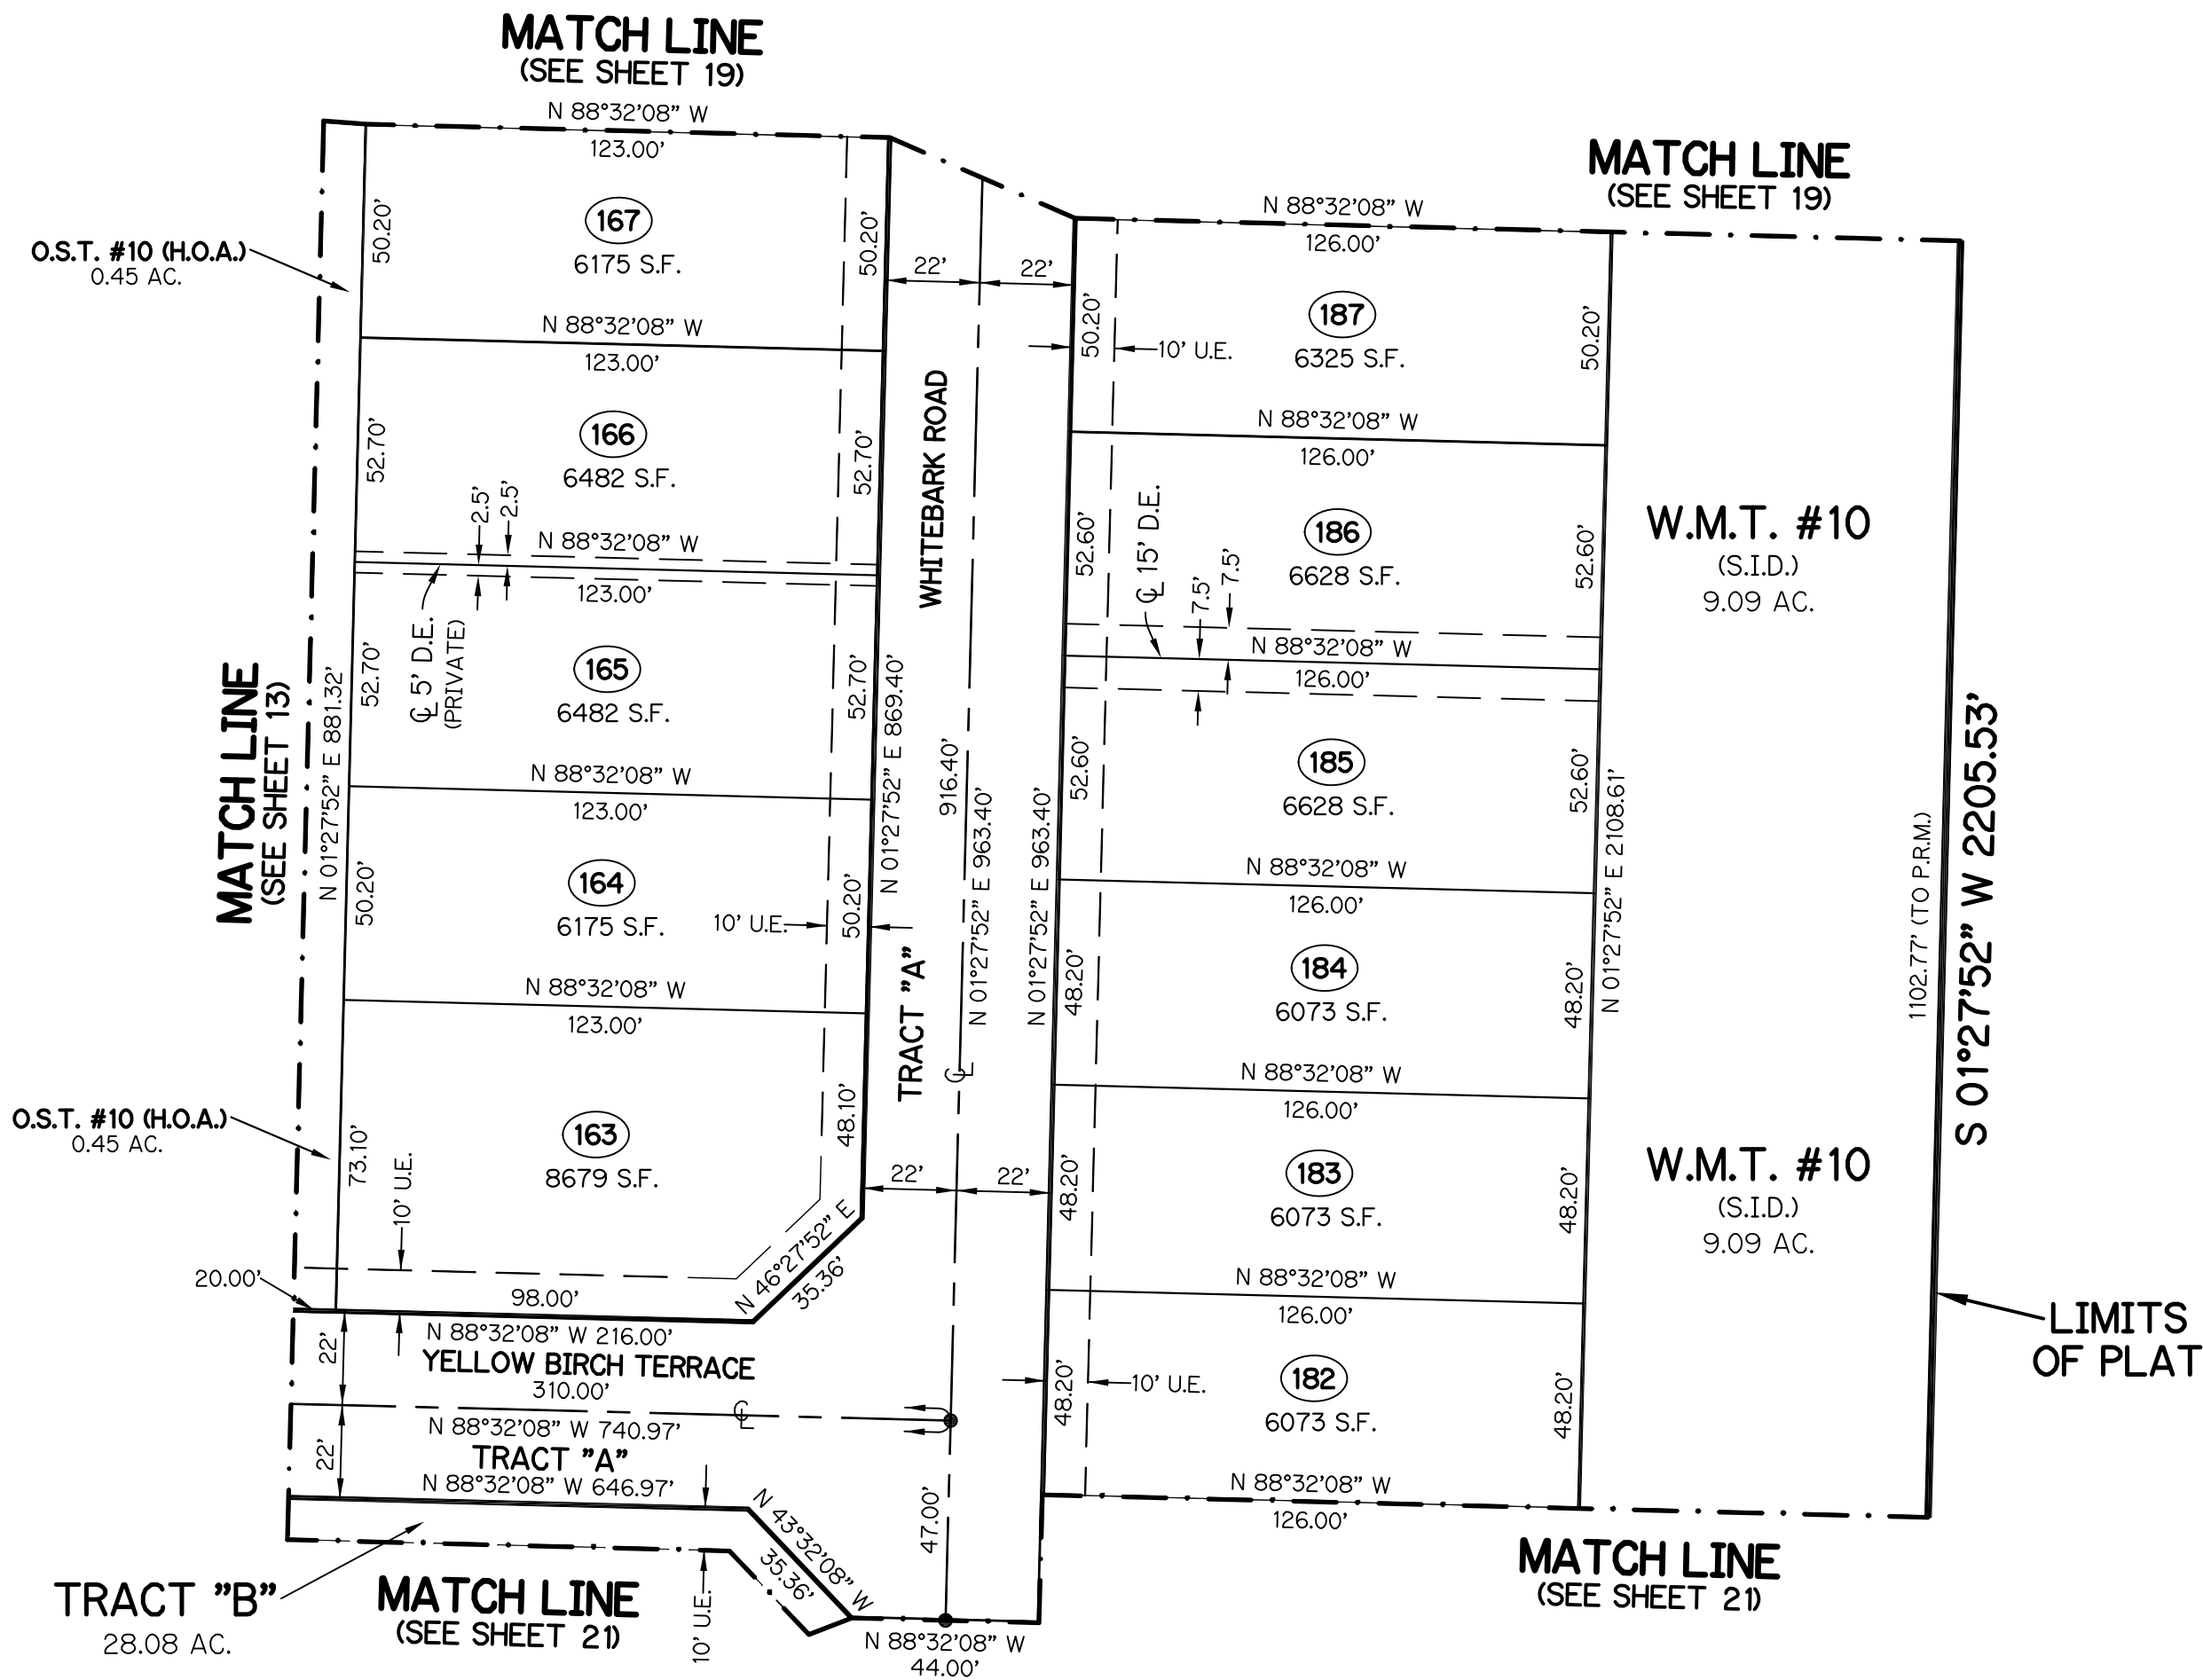 MATCH LINE
(SEE SHEET 19)
N 88°32'08" W
123.00'
50.20'
167
6175 S.F.
50.20'
O.S.T. #10 (H.O.A.)
0.45 AC.
N 88°32'08" W
123.00'
52.70'
166
6482 S.F.
52.70'
2.5'
2.5'
N 88°32'08" W
123.00'
℄ 5' D.E.
(PRIVATE)
52.70'
165
6482 S.F.
52.70'
MATCH LINE
(SEE SHEET 13)
N 01°27'52" E 881.32'
N 88°32'08" W
123.00'
50.20'
164
6175 S.F.
10' U.E.
50.20'
N 01°27'52" E 869.40'
N 88°32'08" W
123.00'
O.S.T. #10 (H.O.A.)
0.45 AC.
73.10'
163
8679 S.F.
48.10'
10' U.E.
20.00'
98.00'
N 46°27'52" E
35.36'
N 88°32'08" W 216.00'
YELLOW BIRCH TERRACE
310.00'
22'
22'
℄
N 88°32'08" W 740.97'
TRACT "A"
N 88°32'08" W 646.97'
N 43°32'08" W
35.36'
TRACT "B"
28.08 AC.
MATCH LINE
(SEE SHEET 21)
10' U.E.
47.00'
N 88°32'08" W
44.00'
22'
22'
WHITEBARK ROAD
916.40'
N 01°27'52" E 963.40'
N 01°27'52" E 963.40'
TRACT "A"
℄
22'
22'
MATCH LINE
(SEE SHEET 19)
N 88°32'08" W
126.00'
50.20'
10' U.E.
187
6325 S.F.
50.20'
N 88°32'08" W
126.00'
52.60'
℄ 15' D.E.
186
6628 S.F.
52.60'
7.5'
7.5'
N 88°32'08" W
126.00'
52.60'
185
6628 S.F.
52.60'
N 88°32'08" W
126.00'
48.20'
184
6073 S.F.
48.20'
N 01°27'52" E 2108.61'
N 88°32'08" W
126.00'
48.20'
183
6073 S.F.
48.20'
N 88°32'08" W
126.00'
48.20'
10' U.E.
182
6073 S.F.
48.20'
N 88°32'08" W
126.00'
MATCH LINE
(SEE SHEET 21)
W.M.T. #10
(S.I.D.)
9.09 AC.
W.M.T. #10
(S.I.D.)
9.09 AC.
1102.77' (TO P.R.M.)
S 01°27'52" W 2205.53'
LIMITS
OF PLAT